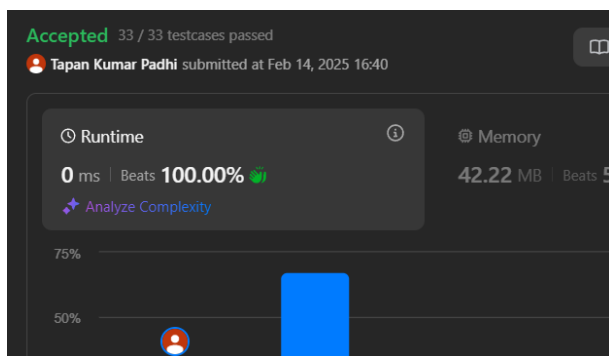 Accepted 33 / 33 testcases passed
Tapan Kumar Padhi submitted at Feb 14, 2025 16:40
Runtime
0 ms | Beats 100.00%
Analyze Complexity
Memory
42.22 MB | Beats 5
75%
50%